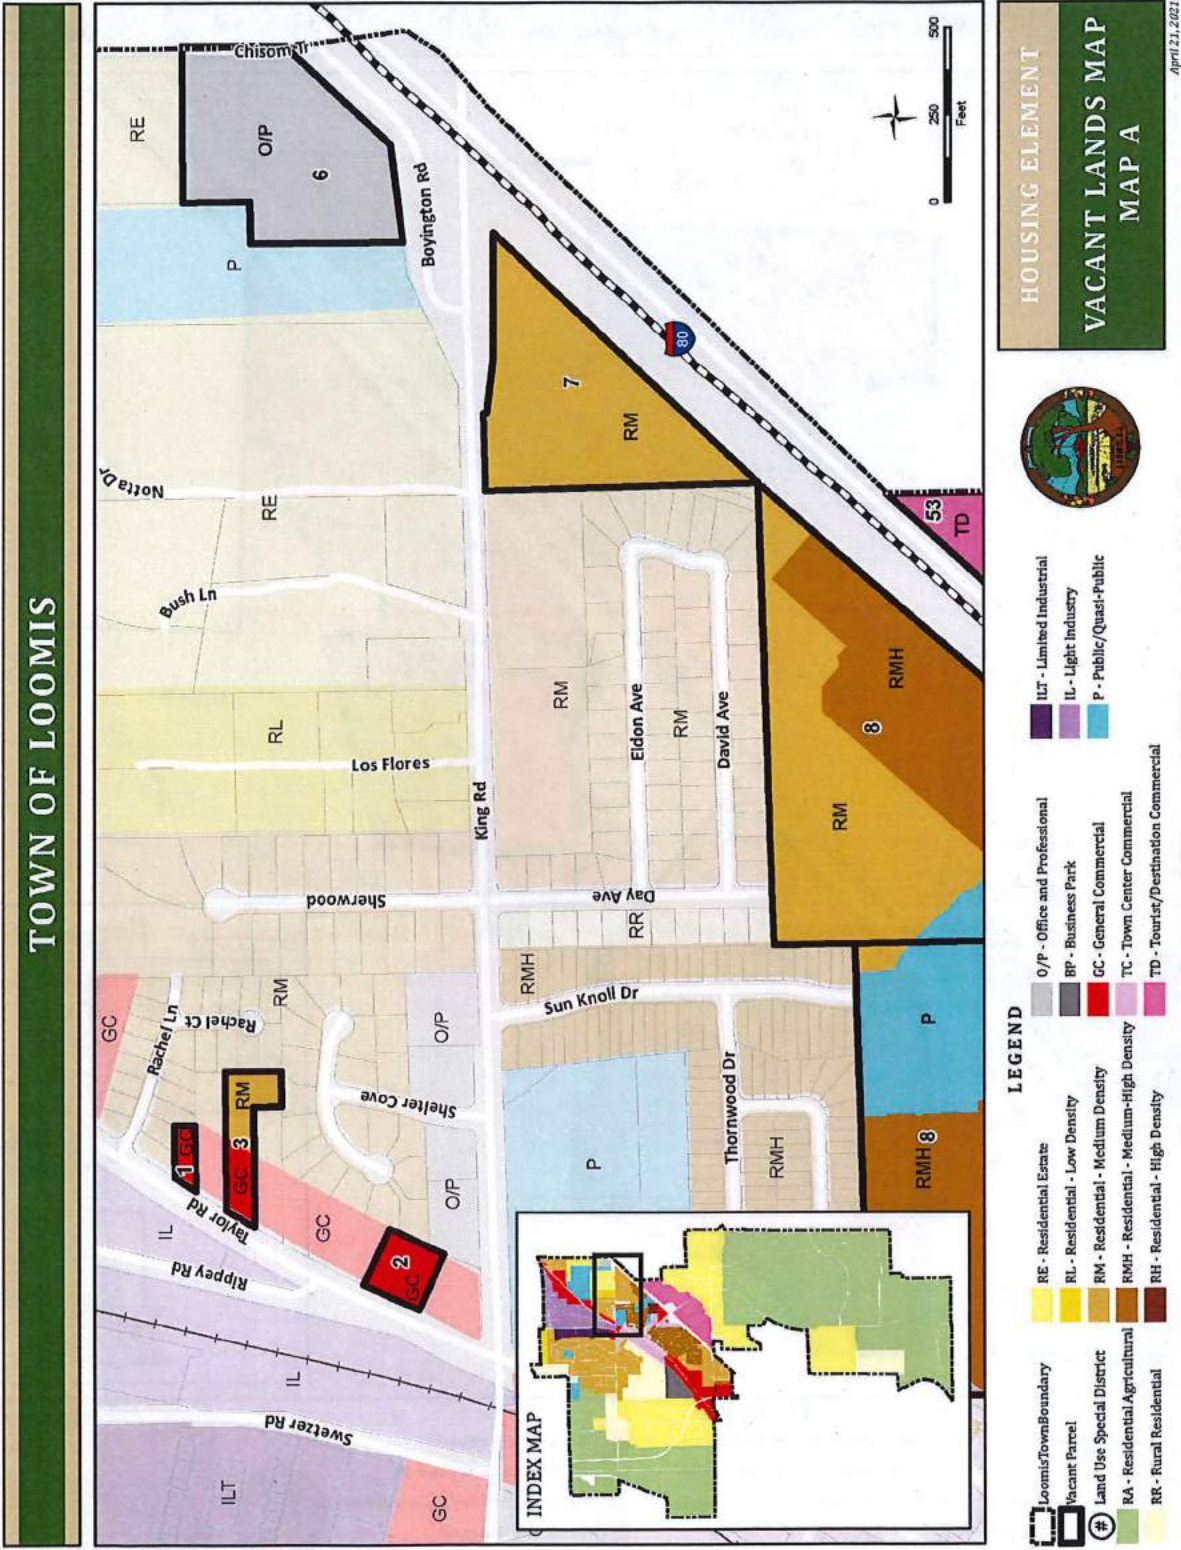 TOWN OF LOOMIS
Chisom Tr
RE
O/P
6
P
Boyington Rd
7
RM
80
500
250
0
Feet
Notta Dr
RE
Bush Ln
RL
Los Flores
King Rd
RM
Eldon Ave
RM
David Ave
53
TD
RMH
8
RM
Sherwood
Day Ave
RR
GC
Rachel Ln
Rachel Ct
RM
O/P
RMH
Sun Knoll Dr
P
1
GC
3
GC
RM
Shelter Cove
Thornwood Dr
P
RMH
RMH
8
IL
Taylor Rd
Rippey Rd
GC
2
GC
O/P
IL
Swetzer Rd
ILT
GC
INDEX MAP
LEGEND
LoomisTownBoundary
Vacant Parcel
# Land Use Special District
RA - Residential Agricultural
RR - Rural Residential
RE - Residential Estate
RL - Residential - Low Density
RM - Residential - Medium Density
RMH - Residential - Medium-High Density
RH - Residential - High Density
O/P - Office and Professional
BP - Business Park
GC - General Commercial
TC - Town Center Commercial
TD - Tourist/Destination Commercial
ILT - Limited Industrial
IL - Light Industry
P - Public/Quasi-Public
HOUSING ELEMENT
VACANT LANDS MAP
MAP A
April 21, 2021